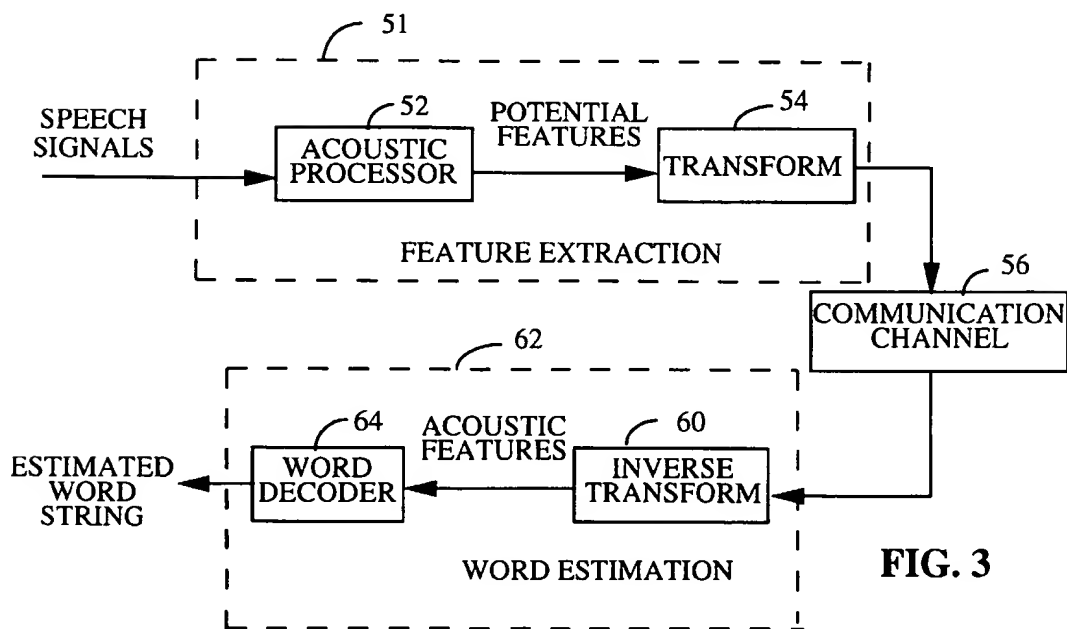 51
SPEECH
SIGNALS
52
ACOUSTIC
PROCESSOR
POTENTIAL
FEATURES
54
TRANSFORM
FEATURE EXTRACTION
56
COMMUNICATION
CHANNEL
62
ESTIMATED
WORD
STRING
64
WORD
DECODER
ACOUSTIC
FEATURES
60
INVERSE
TRANSFORM
WORD ESTIMATION
FIG. 3